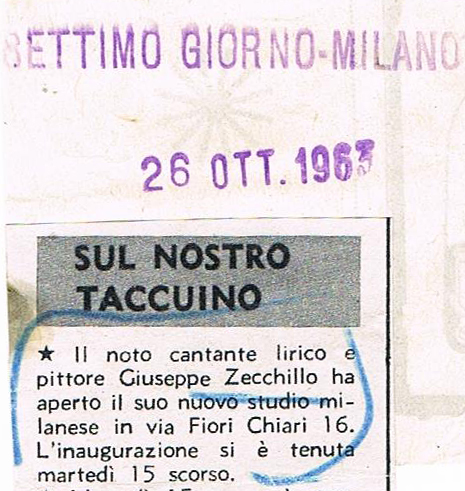 SETTIMO GIORNO-MILANO
26 OTT. 1963
SUL NOSTRO
TACCUINO
★ Il noto cantante lirico e
pittore Giuseppe Zecchillo ha
aperto il suo nuovo studio mi-
lanese in via Fiori Chiari 16.
L'inaugurazione si è tenuta
martedì 15 scorso.